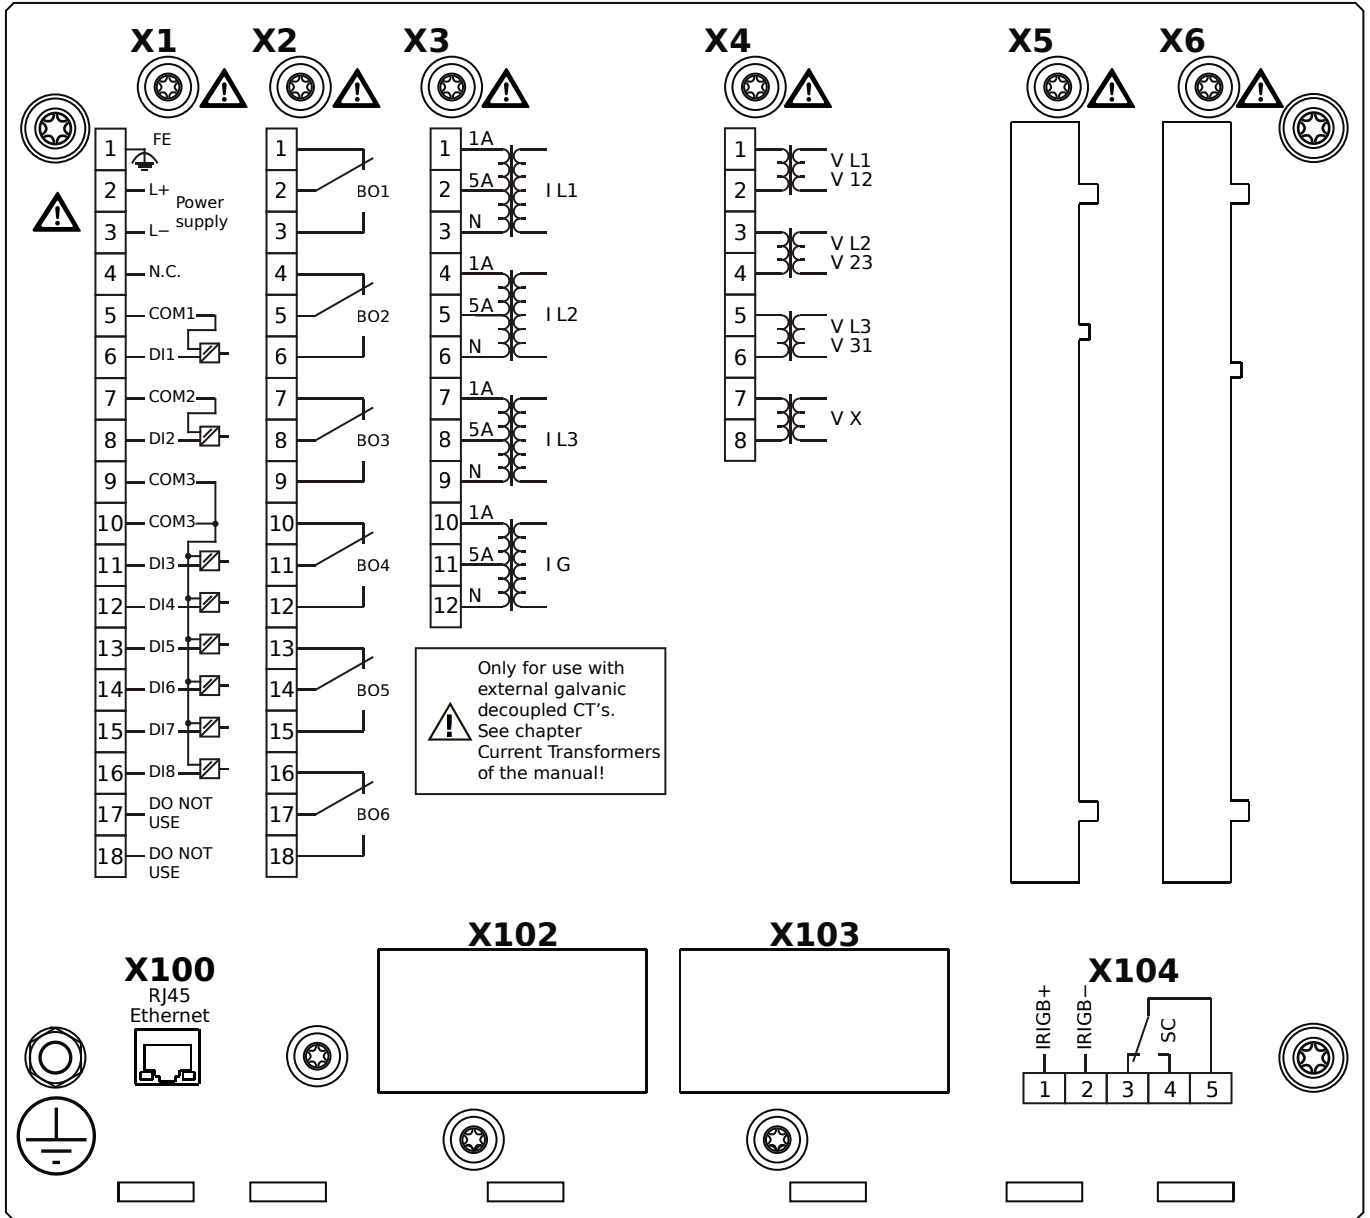 X1
X2
X3
X4
X5
X6
1 FE
2 L+
Power
supply
3 L−
4 N.C.
5 COM1
6 DI1
7 COM2
8 DI2
9 COM3
10 COM3
11 DI3
12 DI4
13 DI5
14 DI6
15 DI7
16 DI8
17 DO NOT
USE
18 DO NOT
USE
1
2 BO1
3
4
5 BO2
6
7
8 BO3
9
10
11 BO4
12
13
14 BO5
15
16
17 BO6
18
1 1A
2 5A I L1
3 N
4 1A
5 5A I L2
6 N
7 1A
8 5A I L3
9 N
10 1A
11 5A I G
12 N
Only for use with
external galvanic
decoupled CT's.
See chapter
Current Transformers
of the manual!
1 V L1
2 V 12
3 V L2
4 V 23
5 V L3
6 V 31
7 V X
8
X100
RJ45
Ethernet
X102
X103
X104
IRIGB+
IRIGB−
SC
1 2 3 4 5